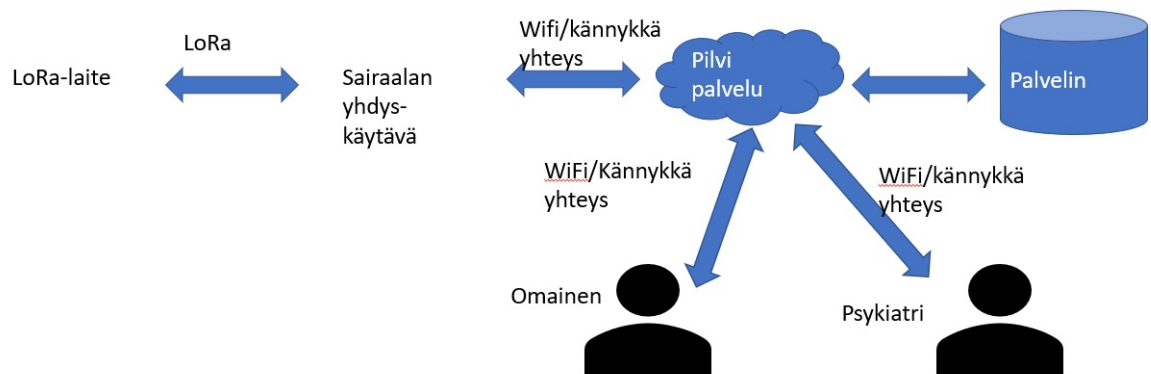 LoRa-laite
LoRa
Sairaalan
yhdys-
käytävä
Wifi/kännykkä
yhteys
Pilvi
palvelu
Palvelin
WiFi/Kännykkä
yhteys
WiFi/kännykkä
yhteys
Omainen
Psykiatri